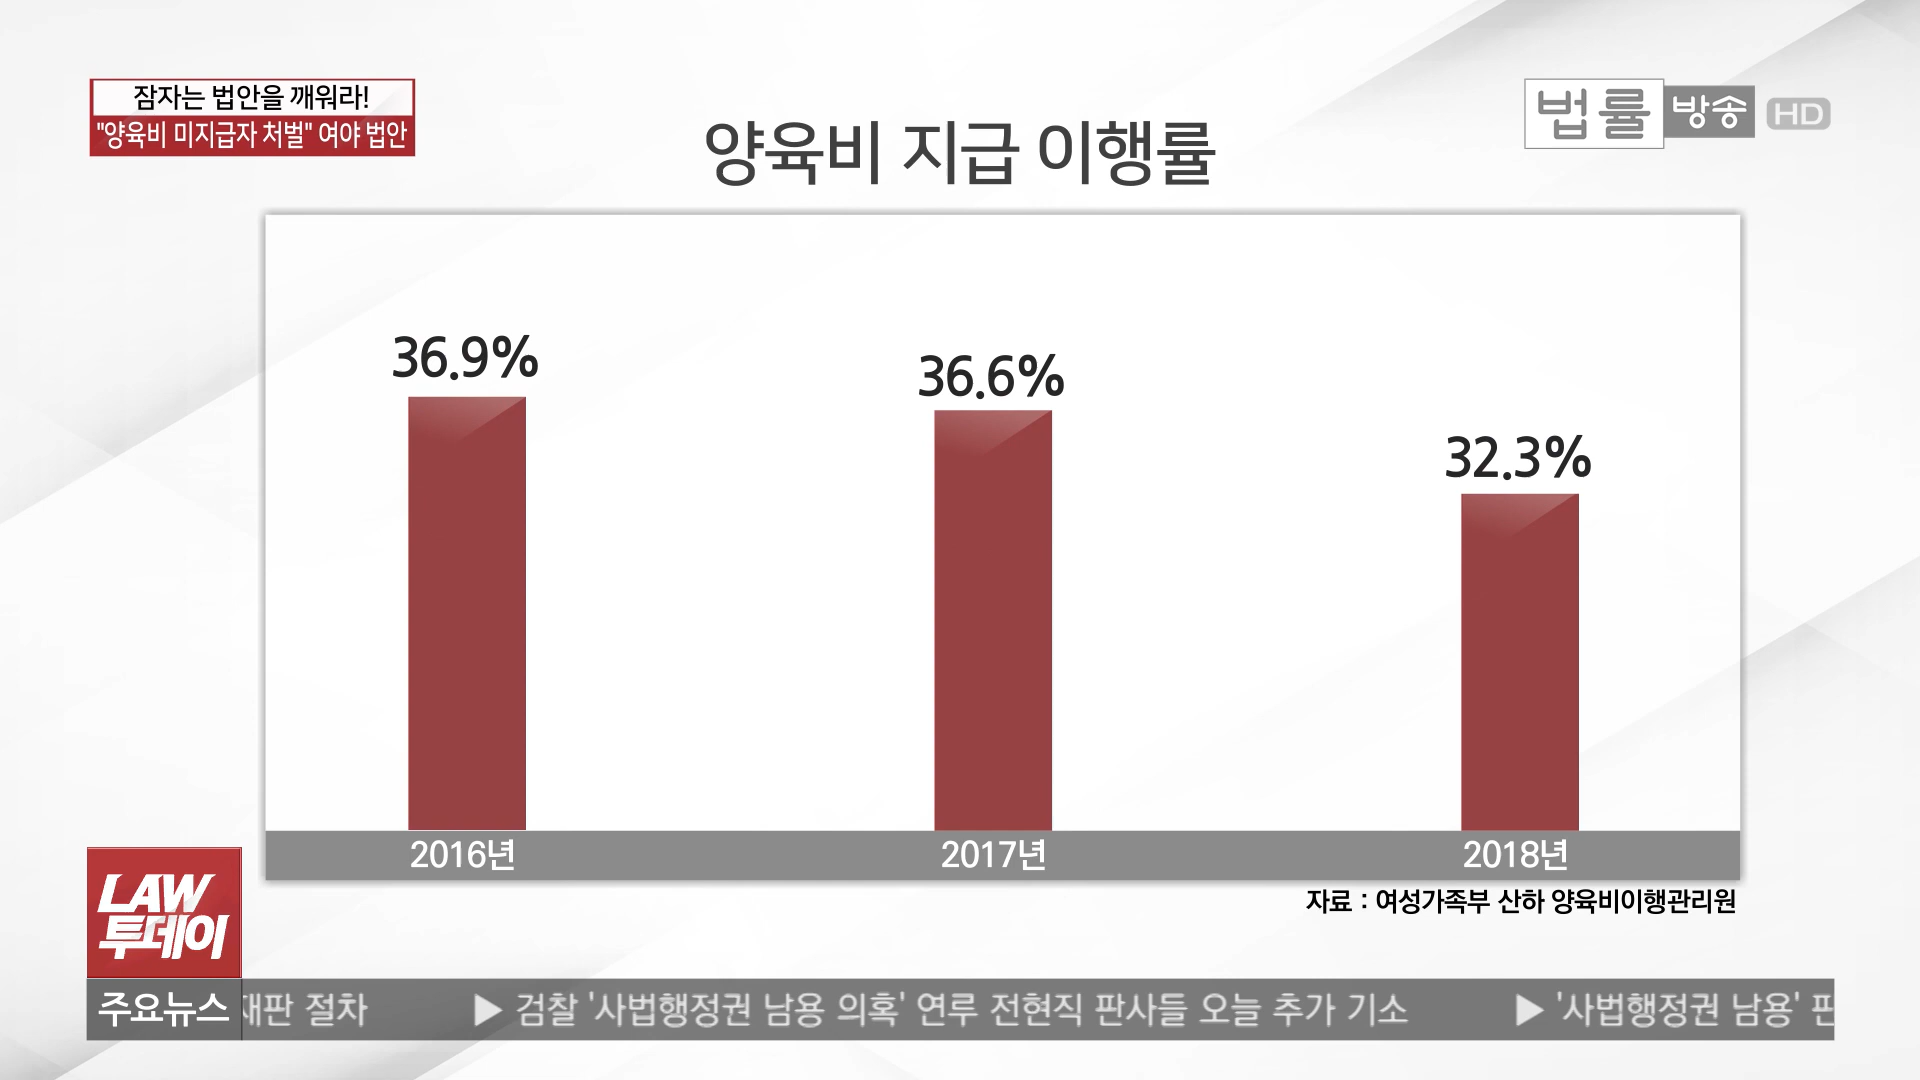 잠자는 법안을 깨워라!
"양육비 미지급자 처벌" 여야 법안
법률방송 HD
양육비 지급 이행률
36.9%
36.6%
32.3%
2016년
2017년
2018년
자료 : 여성가족부 산하 양육비이행관리원
LAW
투데이
주요뉴스 재판 절차 ▶ 검찰 '사법행정권 남용 의혹' 연루 전현직 판사들 오늘 추가 기소 ▶ '사법행정권 남용'